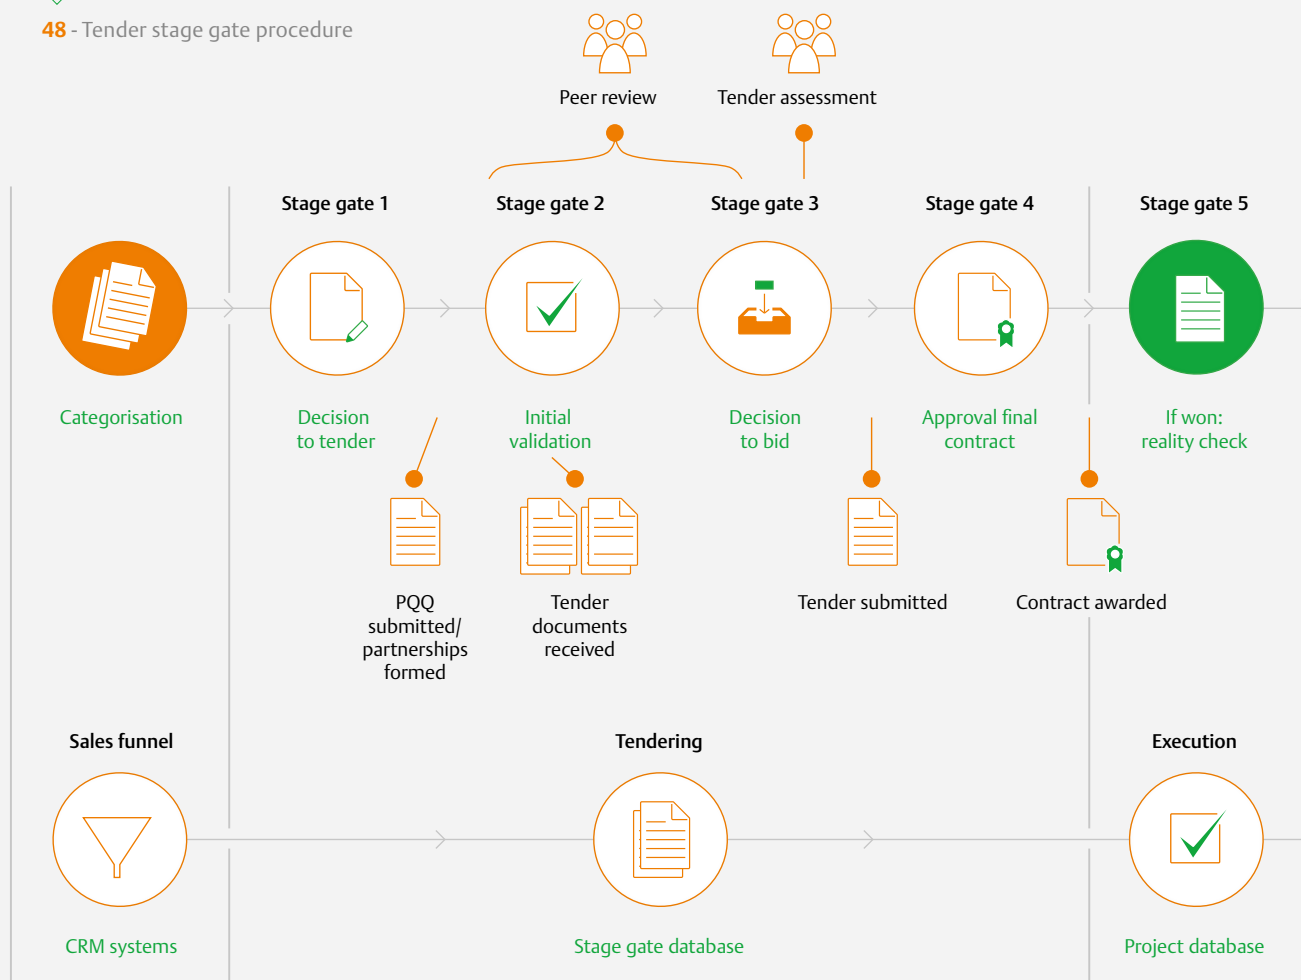 48 - Tender stage gate procedure
Peer review
Tender assessment
Stage gate 1
Stage gate 2
Stage gate 3
Stage gate 4
Stage gate 5
Categorisation
Decision
to tender
Initial
validation
Decision
to bid
Approval final
contract
If won:
reality check
PQQ
submitted/
partnerships
formed
Tender
documents
received
Tender submitted
Contract awarded
Sales funnel
Tendering
Execution
CRM systems
Stage gate database
Project database